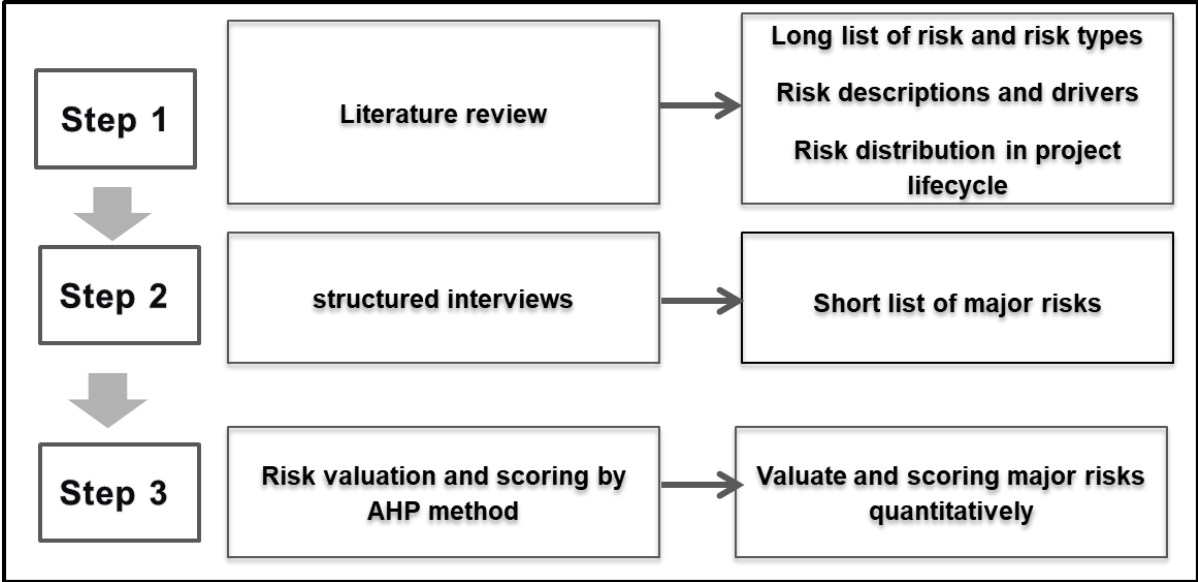 Step 1
Literature review
Long list of risk and risk types
Risk descriptions and drivers
Risk distribution in project
lifecycle
Step 2
structured interviews
Short list of major risks
Step 3
Risk valuation and scoring by
AHP method
Valuate and scoring major risks
quantitatively